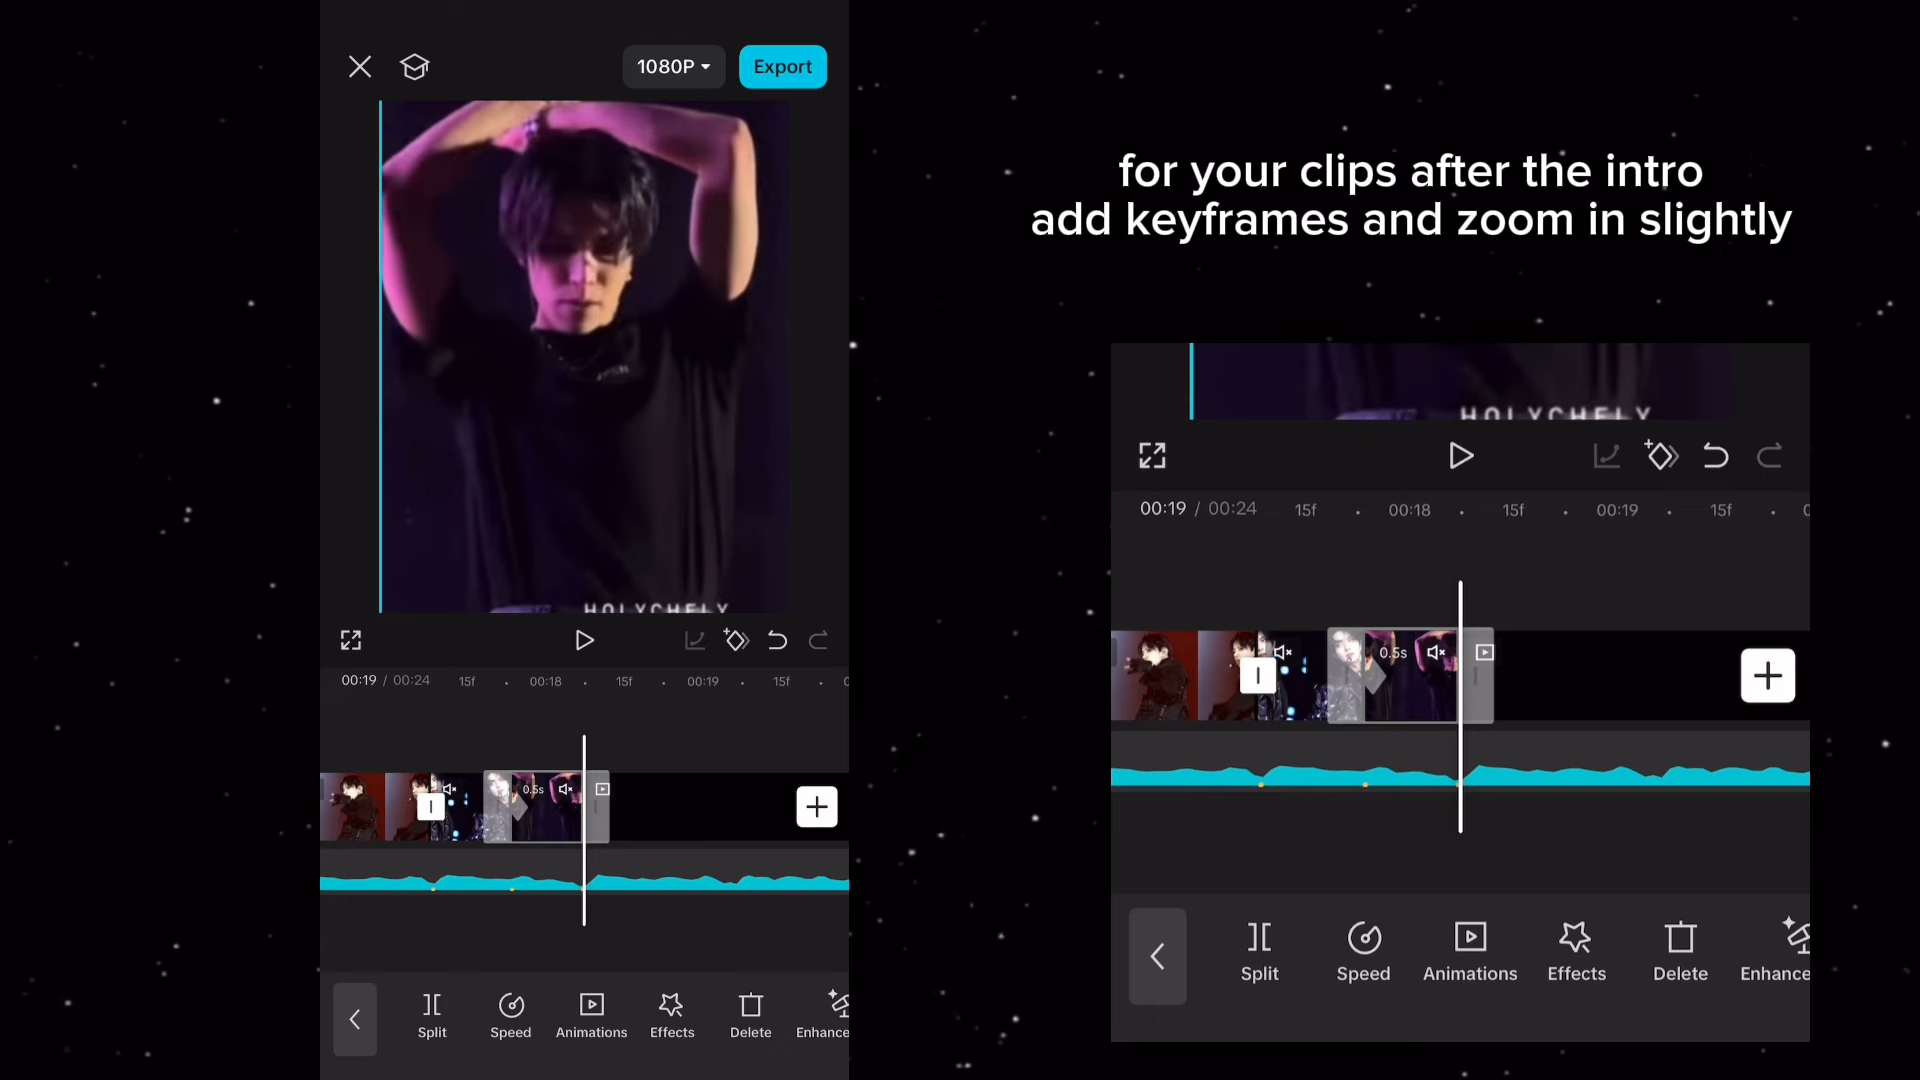 1080P
Export
for your clips after the intro
add keyframes and zoom in slightly
HOLYCHELY
00:19 / 00:24 15f 00:18 15f 00:19 15f
0.5s
Split Speed Animations Effects Delete Enhance
HOLYCHELY
00:19 / 00:24 15f 00:18 15f 00:19 15f
0.5s
Split Speed Animations Effects Delete Enhance